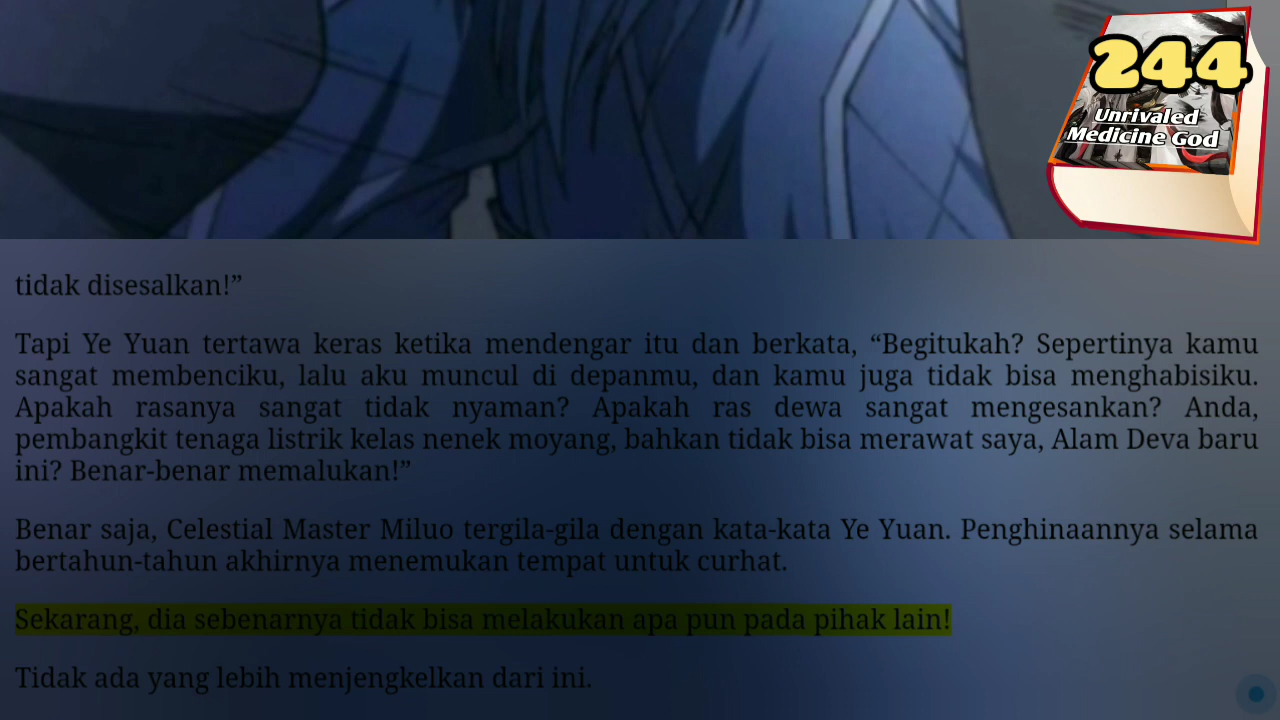 244
Unrivaled
Medicine God
tidak disesalkan!”
Tapi Ye Yuan tertawa keras ketika mendengar itu dan berkata, “Begitukah? Sepertinya kamu
sangat membenciku, lalu aku muncul di depanmu, dan kamu juga tidak bisa menghabisiku.
Apakah rasanya sangat tidak nyaman? Apakah ras dewa sangat mengesankan? Anda,
pembangkit tenaga listrik kelas nenek moyang, bahkan tidak bisa merawat saya, Alam Deva baru
ini? Benar-benar memalukan!”
Benar saja, Celestial Master Miluo tergila-gila dengan kata-kata Ye Yuan. Penghinaannya selama
bertahun-tahun akhirnya menemukan tempat untuk curhat.
Sekarang, dia sebenarnya tidak bisa melakukan apa pun pada pihak lain!
Tidak ada yang lebih menjengkelkan dari ini.